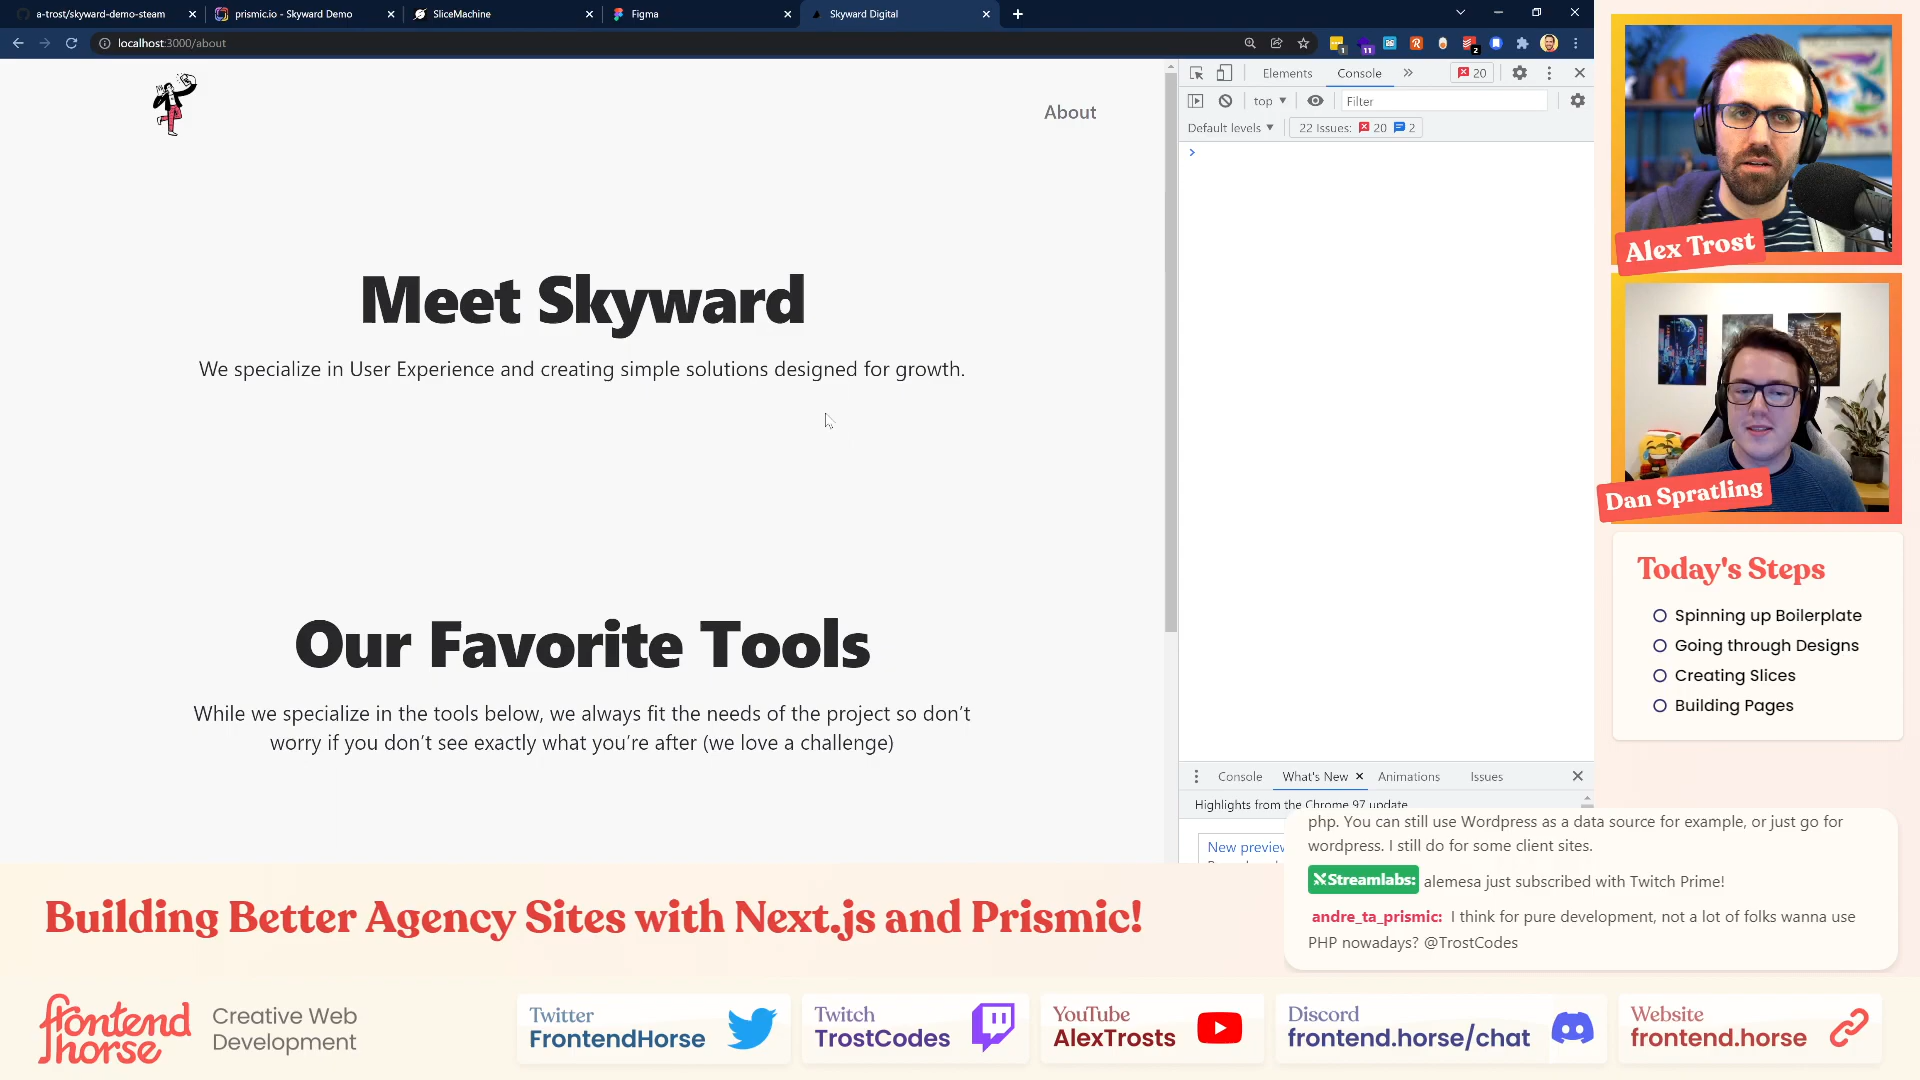 a-trost/skyward-demo-steam
prismic.io - Skyward Demo
SliceMachine
Figma
Skyward Digital
localhost:3000/about
1
11
2
About
Meet Skyward
We specialize in User Experience and creating simple solutions designed for growth.
Our Favorite Tools
While we specialize in the tools below, we always fit the needs of the project so don’t
worry if you don’t see exactly what you’re after (we love a challenge)
Elements
Console
20
top
Filter
Default levels
22 Issues:
20
2
Console
What's New
Animations
Issues
Highlights from the Chrome 97 update
New preview
Alex Trost
Dan Spratling
Today's Steps
Spinning up Boilerplate
Going through Designs
Creating Slices
Building Pages
php. You can still use Wordpress as a data source for example, or just go for
wordpress. I still do for some client sites.
Streamlabs: alemesa just subscribed with Twitch Prime!
andre_ta_prismic: I think for pure development, not a lot of folks wanna use
PHP nowadays? @TrostCodes
Building Better Agency Sites with Next.js and Prismic!
frontend
horse
Creative Web
Development
Twitter
FrontendHorse
Twitch
TrostCodes
YouTube
AlexTrosts
Discord
frontend.horse/chat
Website
frontend.horse